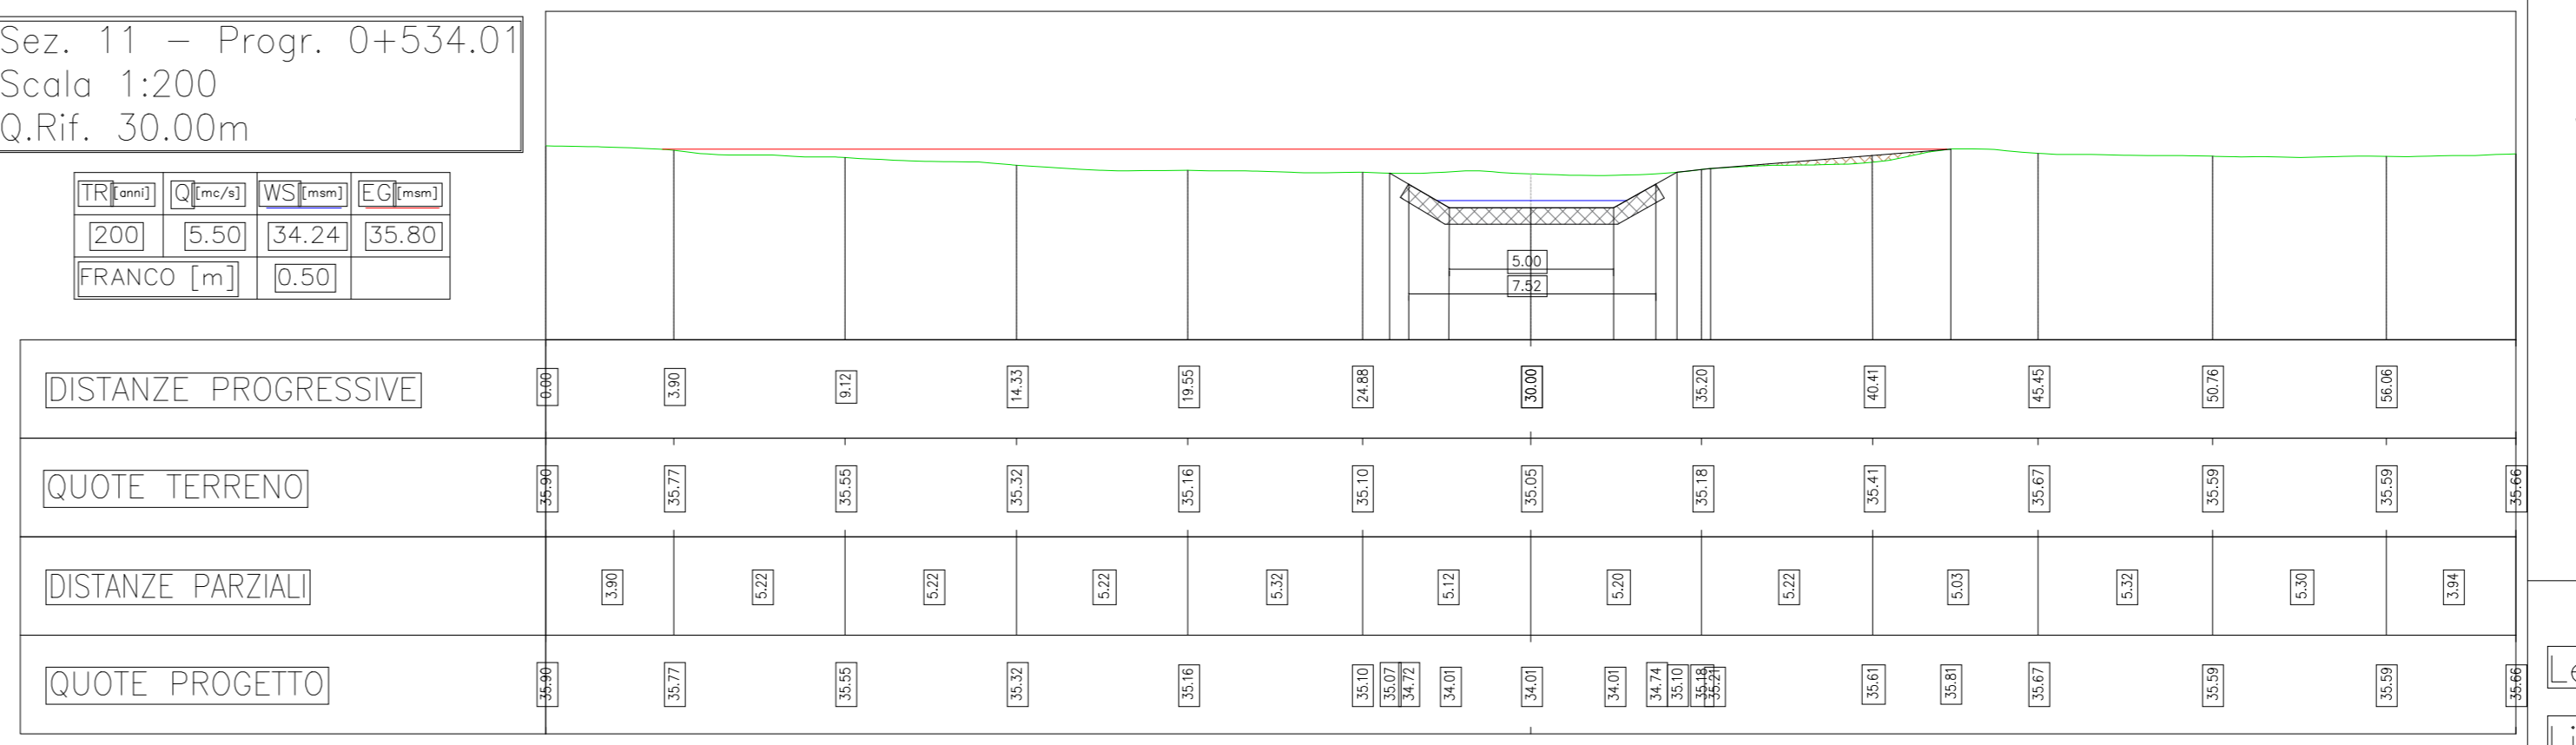 Sez. 11 – Progr. 0+534.01
Scala 1:200
Q.Rif. 30.00m
TR [anni] Q [mc/s] WS [msm] EG [msm]
200 5.50 34.24 35.80
FRANCO [m] 0.50
5.00
7.52
DISTANZE PROGRESSIVE 0.00 3.90 9.12 14.33 19.55 24.88 30.00 35.20 40.41 45.45 50.76 56.06
QUOTE TERRENO 35.90 35.77 35.55 35.32 35.16 35.10 35.05 35.18 35.41 35.67 35.59 35.59 35.66
DISTANZE PARZIALI 3.90 5.22 5.22 5.22 5.32 5.12 5.20 5.22 5.03 5.32 5.30 3.94
QUOTE PROGETTO 35.90 35.77 35.55 35.32 35.16 35.10 35.07 34.72 34.01 34.01 34.01 34.74 35.10 35.18 35.21 35.61 35.81 35.67 35.59 35.59 35.66